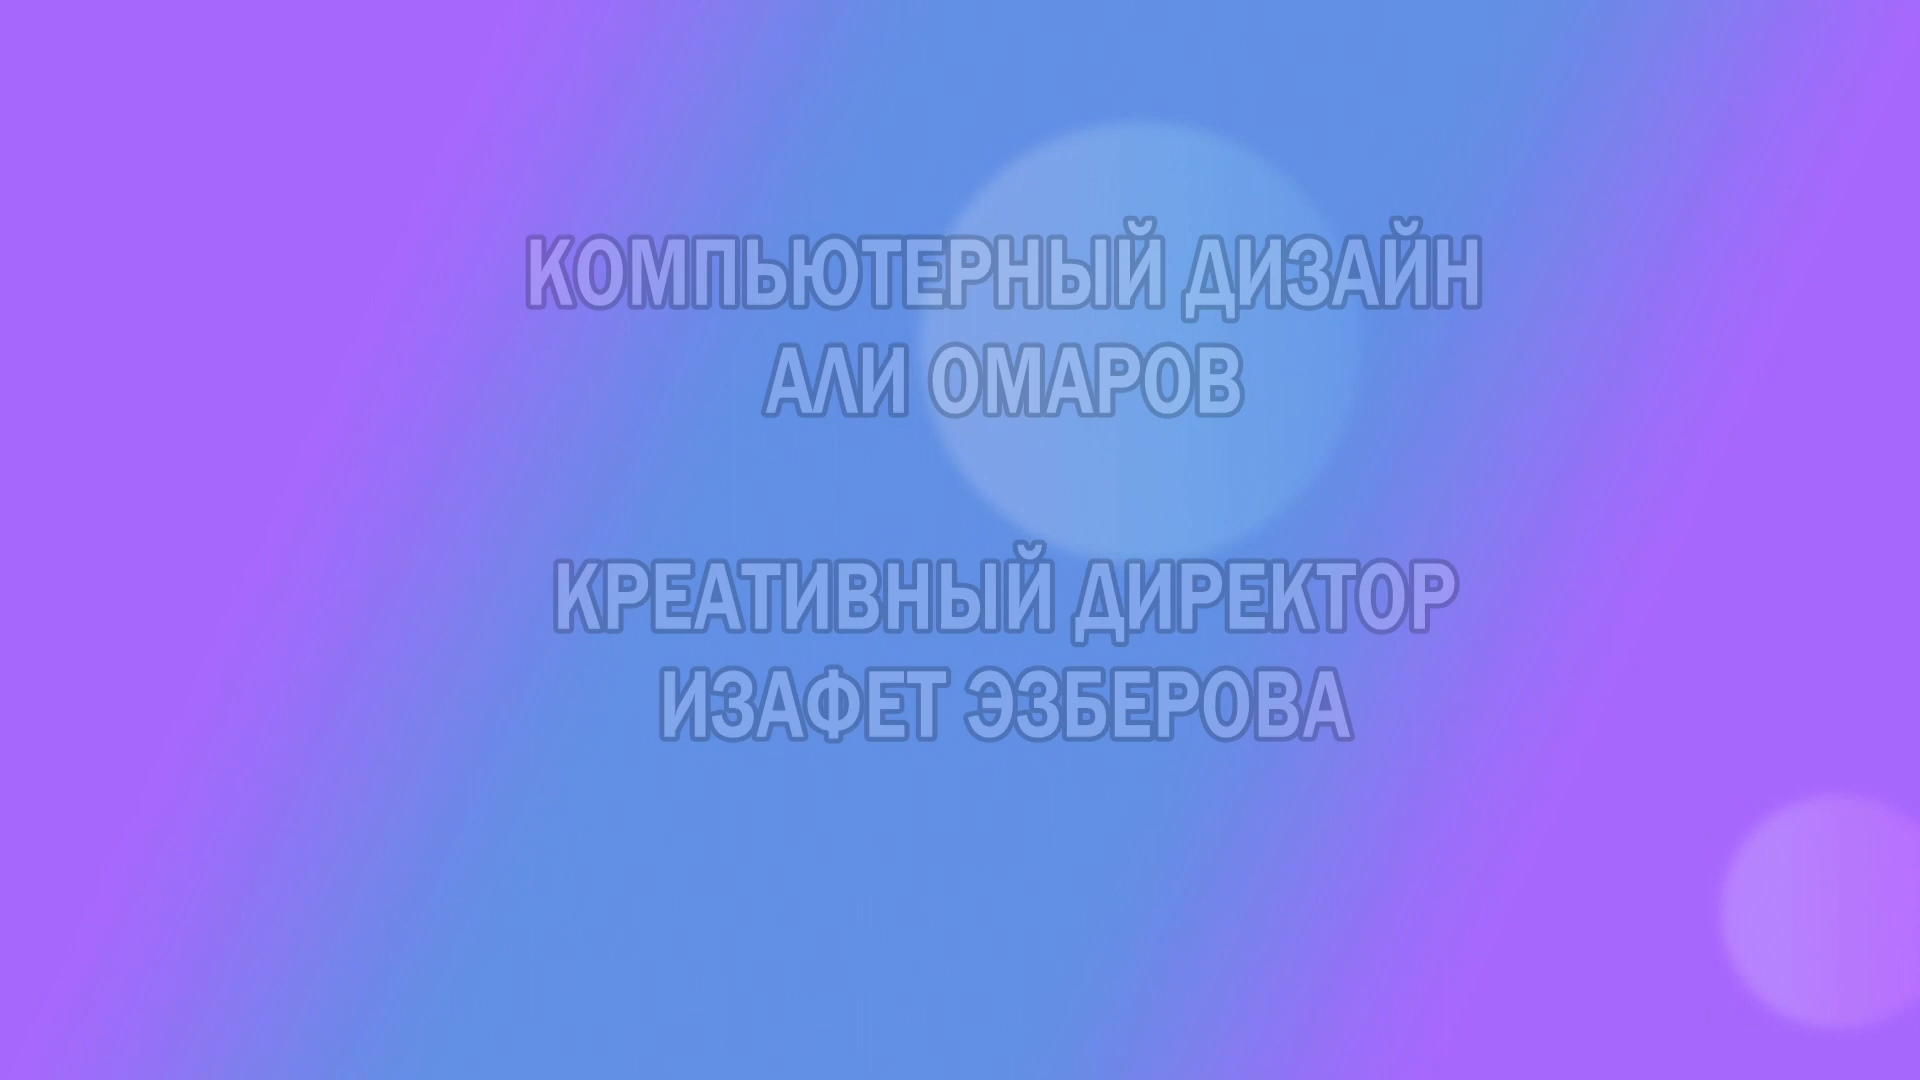 КОМПЬЮТЕРНЫЙ ДИЗАЙН
АЛИ ОМАРОВ
КРЕАТИВНЫЙ ДИРЕКТОР
ИЗАФЕТ ЭЗБЕРОВА